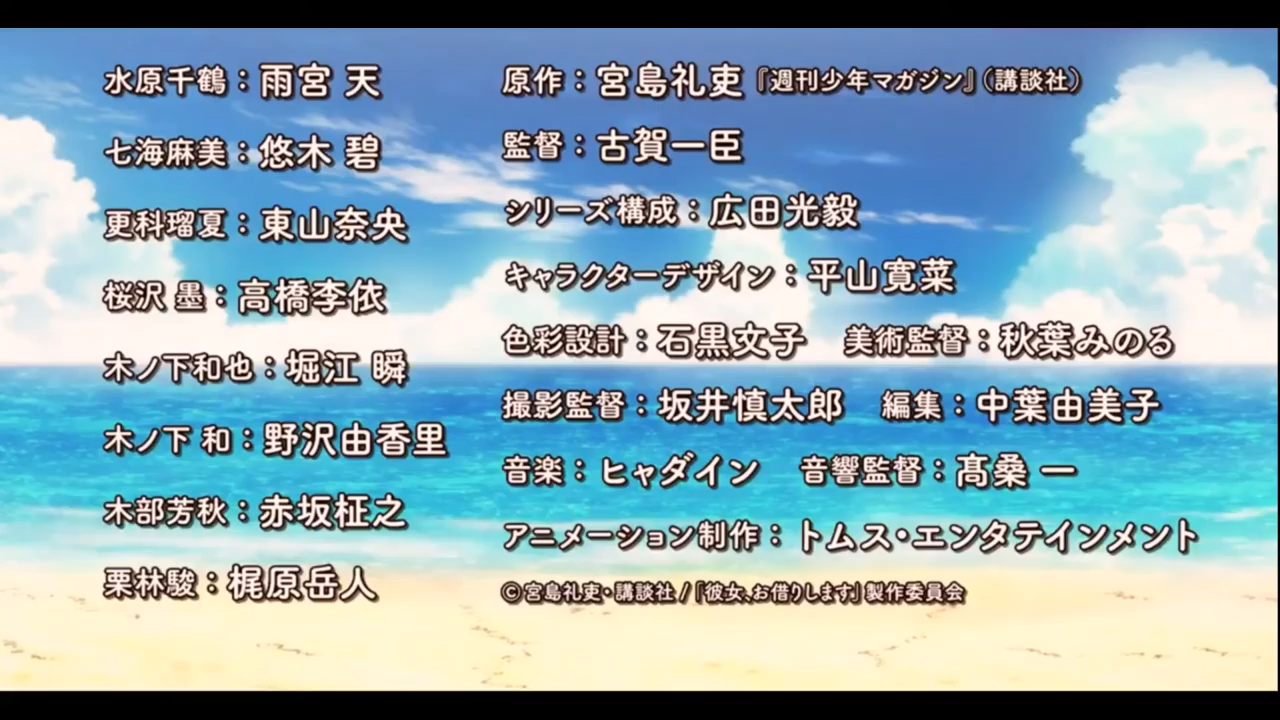 水原千鶴：雨宮 天
七海麻美：悠木 碧
更科瑠夏：東山奈央
桜沢 墨：高橋李依
木ノ下和也：堀江 瞬
木ノ下 和：野沢由香里
木部芳秋：赤坂柾之
栗林駿：梶原岳人
原作：宮島礼吏『週刊少年マガジン』（講談社）
監督：古賀一臣
シリーズ構成：広田光毅
キャラクターデザイン：平山寛菜
色彩設計：石黒文子　美術監督：秋葉みのる
撮影監督：坂井慎太郎　編集：中葉由美子
音楽：ヒャダイン　音響監督：髙桑 一
アニメーション制作：トムス・エンタテインメント
©宮島礼吏・講談社／「彼女、お借りします」製作委員会